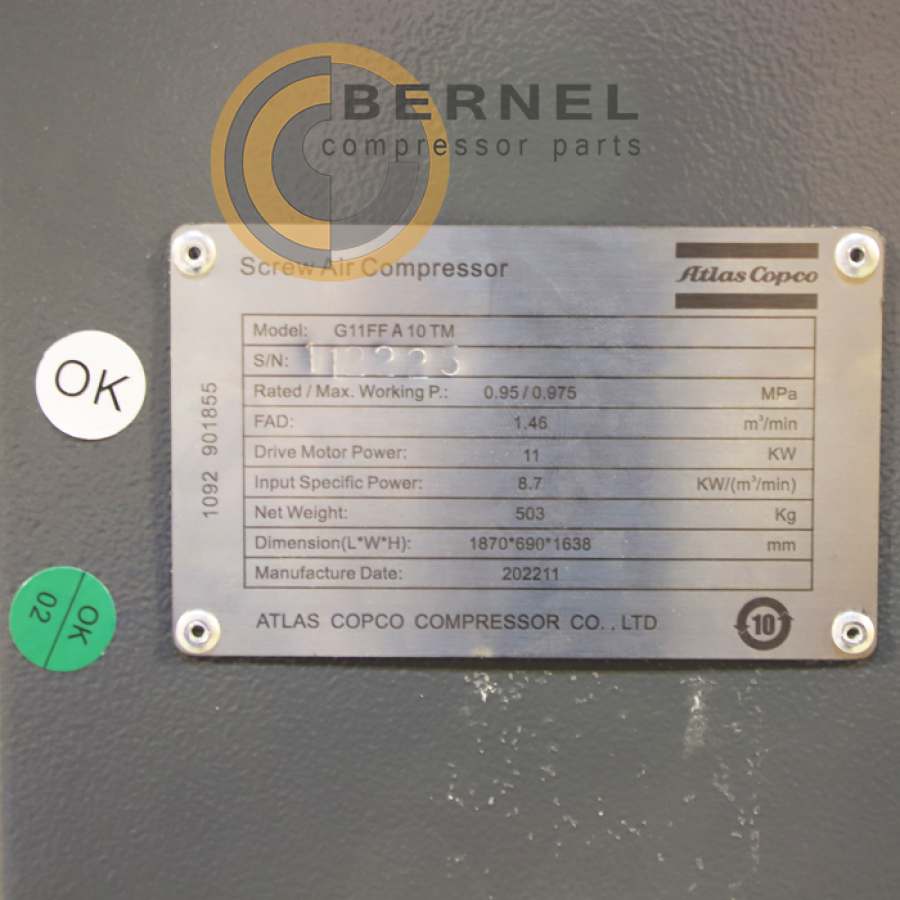 BERNEL
compressor parts
Screw Air Compressor
Atlas Copco
Model: G11FF A 10 TM
S/N:
Rated / Max. Working P.: 0.95 / 0.975 MPa
FAD: 1.46 m³/min
Drive Motor Power: 11 KW
Input Specific Power: 8.7 KW/(m³/min)
Net Weight: 503 Kg
Dimension(L*W*H): 1870*690*1638 mm
Manufacture Date: 202211
ATLAS COPCO COMPRESSOR CO. , LTD
10
1092 901855
OK
OK
02